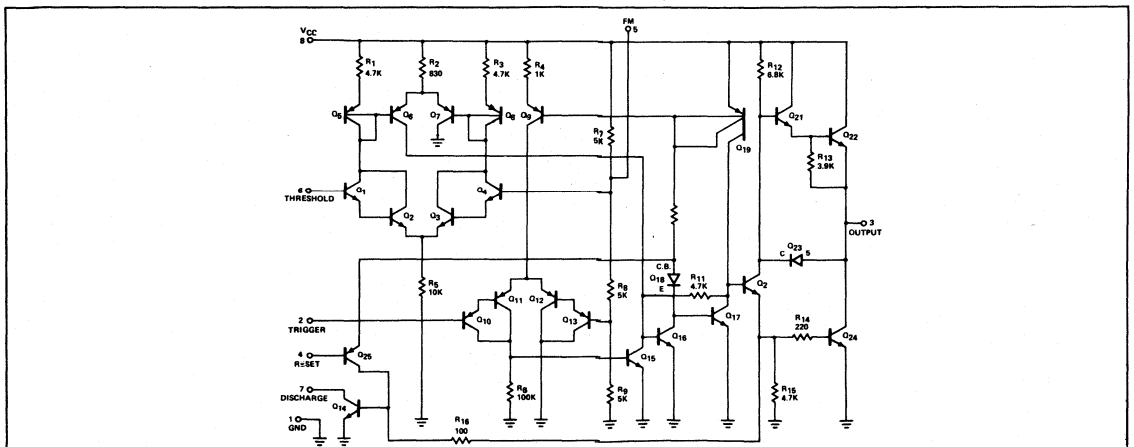 FM
5
VCC
8
R1
4.7K
R2
830
R3
4.7K
R4
1K
R12
6.8K
Q5
Q6
Q7
Q8
Q9
Q19
Q21
Q22
R7
5K
R13
3.9K
6
THRESHOLD
Q1
Q2
Q3
Q4
3
OUTPUT
Q23
C
5
C.B.
Q18
E
R11
4.7K
Q2
R5
10K
R8
5K
Q11
Q12
Q10
Q13
2
TRIGGER
Q16
Q17
R14
220
Q24
Q15
4
RESET
Q25
R6
100K
R9
5K
R15
4.7K
7
DISCHARGE
Q14
1
GND
R16
100